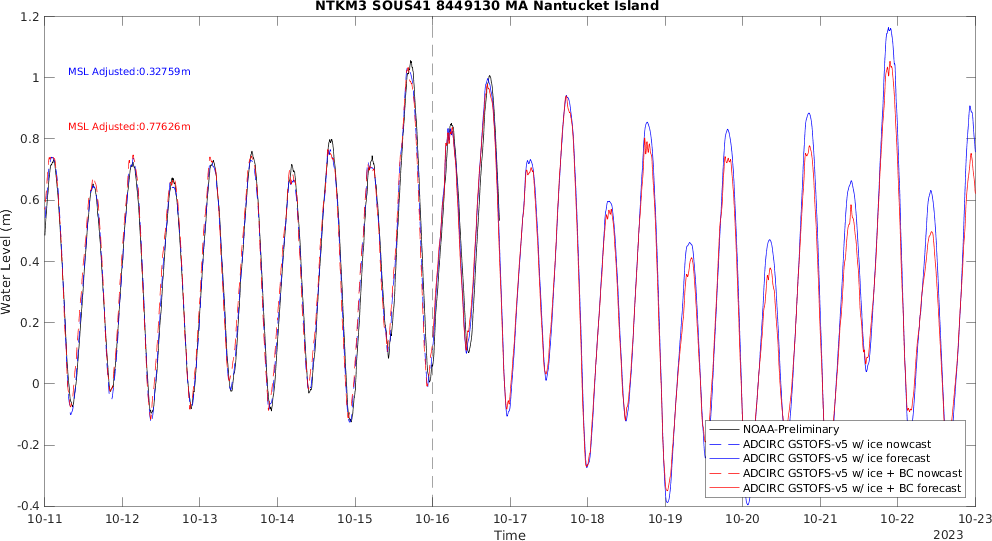 NTKM3 SOUS41 8449130 MA Nantucket Island
1.2
1
0.8
0.6
0.4
0.2
0
-0.2
-0.4
Water Level (m)
MSL Adjusted:0.32759m
MSL Adjusted:0.77626m
NOAA-Preliminary
ADCIRC GSTOFS-v5 w/ ice nowcast
ADCIRC GSTOFS-v5 w/ ice forecast
ADCIRC GSTOFS-v5 w/ ice + BC nowcast
ADCIRC GSTOFS-v5 w/ ice + BC forecast
10-11 10-12 10-13 10-14 10-15 10-16 10-17 10-18 10-19 10-20 10-21 10-22 10-23
Time
2023